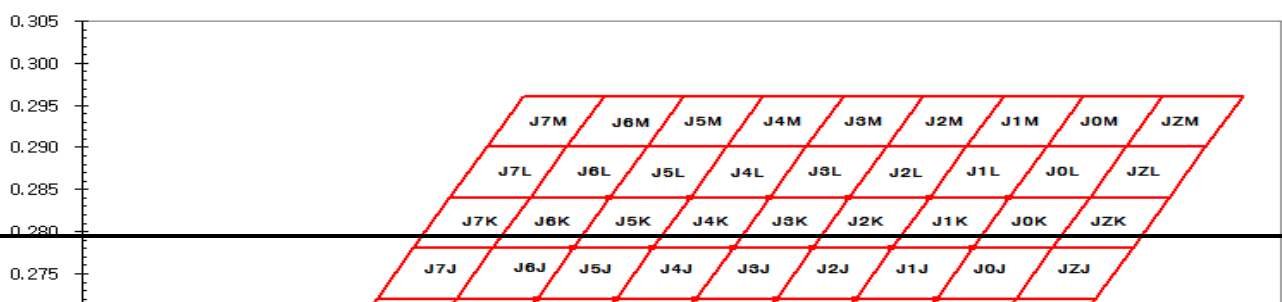 0.305
0.300
0.295
J7M J6M J5M J4M J3M J2M J1M J0M JZM
0.290
J7L J6L J5L J4L J3L J2L J1L J0L JZL
0.285
J7K J6K J5K J4K J3K J2K J1K J0K JZK
0.280
J7J J6J J5J J4J J3J J2J J1J J0J JZJ
0.275